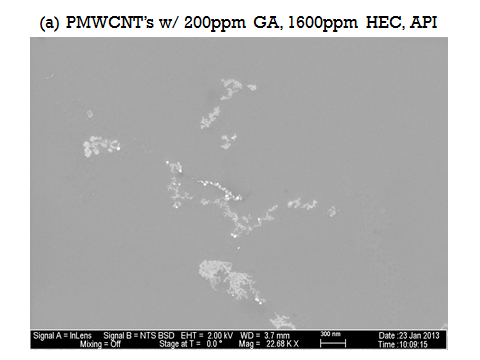 (a) PMWCNT's w/ 200ppm GA, 1600ppm HEC, API
Signal A = InLens Signal B = NTS BSD EHT = 2.00 kV WD = 3.7 mm 300 nm Date :23 Jan 2013
Mixing = Off Stage at T = 0.0 ° Mag = 22.68 K X Time :10:09:15